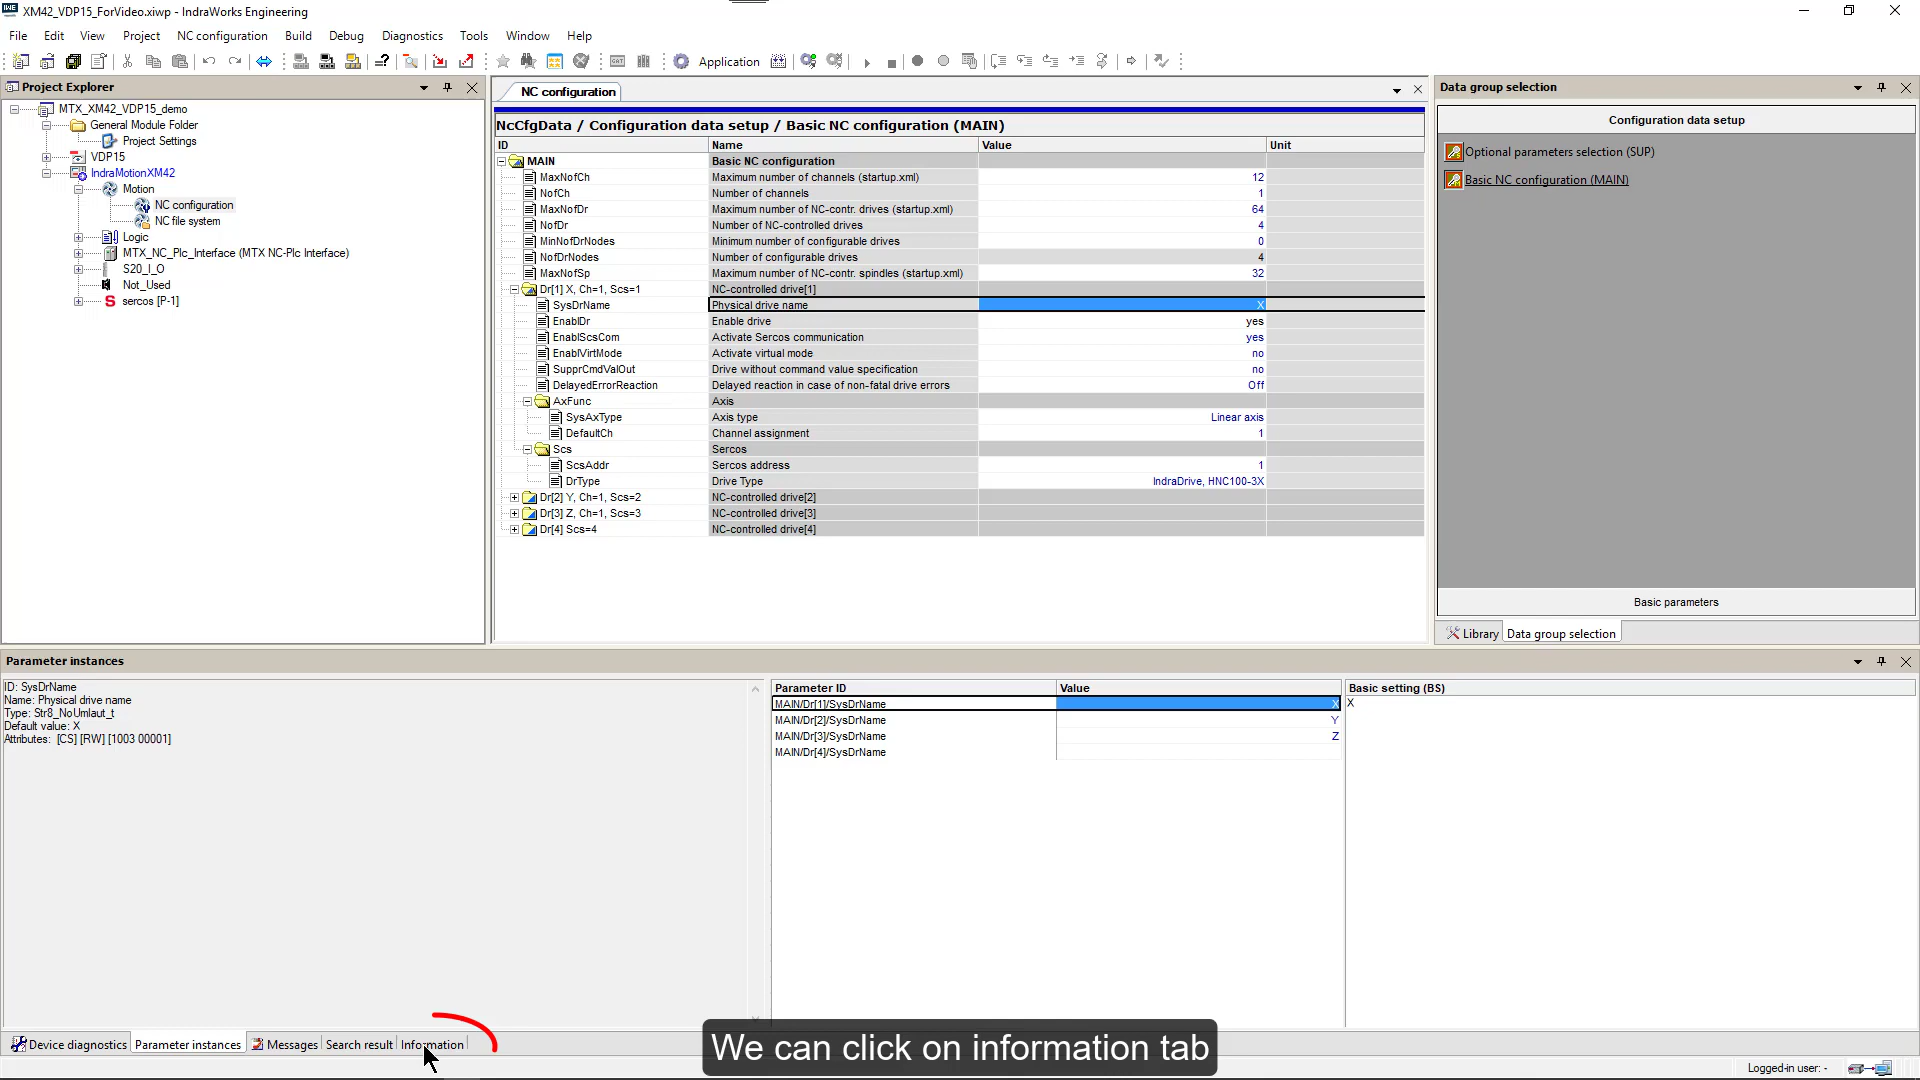 XM42_VDP15_ForVideo.xiwp - IndraWorks Engineering
File Edit View Project NC configuration Build Debug Diagnostics Tools Window Help
Application
Project Explorer
MTX_XM42_VDP15_demo
General Module Folder
Project Settings
VDP15
IndraMotionXM42
Motion
NC configuration
NC file system
Logic
MTX_NC_Plc_Interface (MTX NC-Plc Interface)
S20_I_O
Not_Used
sercos [P-1]
NC configuration
NcCfgData / Configuration data setup / Basic NC configuration (MAIN)
ID Name Value Unit
MAIN Basic NC configuration
MaxNofCh Maximum number of channels (startup.xml) 12
NofCh Number of channels 1
MaxNofDr Maximum number of NC-contr. drives (startup.xml) 64
NofDr Number of NC-controlled drives 4
MinNofDrNodes Minimum number of configurable drives 0
NofDrNodes Number of configurable drives 4
MaxNofSp Maximum number of NC-contr. spindles (startup.xml) 32
Dr[1] X, Ch=1, Scs=1 NC-controlled drive[1]
SysDrName Physical drive name X
EnablDr Enable drive yes
EnablScsCom Activate Sercos communication yes
EnablVirtMode Activate virtual mode no
SupprCmdValOut Drive without command value specification no
DelayedErrorReaction Delayed reaction in case of non-fatal drive errors Off
AxFunc Axis
SysAxType Axis type Linear axis
DefaultCh Channel assignment 1
Scs Sercos
ScsAddr Sercos address 1
DrType Drive Type IndraDrive, HNC100-3X
Dr[2] Y, Ch=1, Scs=2 NC-controlled drive[2]
Dr[3] Z, Ch=1, Scs=3 NC-controlled drive[3]
Dr[4] Scs=4 NC-controlled drive[4]
Data group selection
Configuration data setup
Optional parameters selection (SUP)
Basic NC configuration (MAIN)
Basic parameters
Library Data group selection
Parameter instances
ID: SysDrName
Name: Physical drive name
Type: Str8_NoUmlaut_t
Default value: X
Attributes: [CS] [RW] [1003 00001]
Parameter ID Value
MAIN/Dr[1]/SysDrName X
MAIN/Dr[2]/SysDrName Y
MAIN/Dr[3]/SysDrName Z
MAIN/Dr[4]/SysDrName
Basic setting (BS)
X
Device diagnostics Parameter instances Messages Search result Information
We can click on information tab
Logged-in user: -